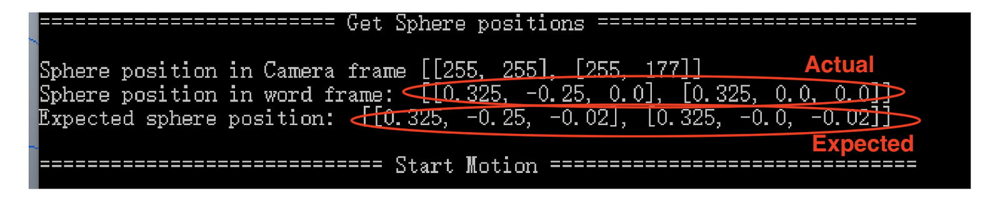 ========================= Get Sphere positions ===========================
Actual
Sphere position in Camera frame [[255, 255], [255, 177]]
Sphere position in word frame:  [[0.325, -0.25, 0.0], [0.325, 0.0, 0.0]]
Expected sphere position:  [[0.325, -0.25, -0.02], [0.325, -0.0, -0.02]]
Expected
============================= Start Motion ===============================